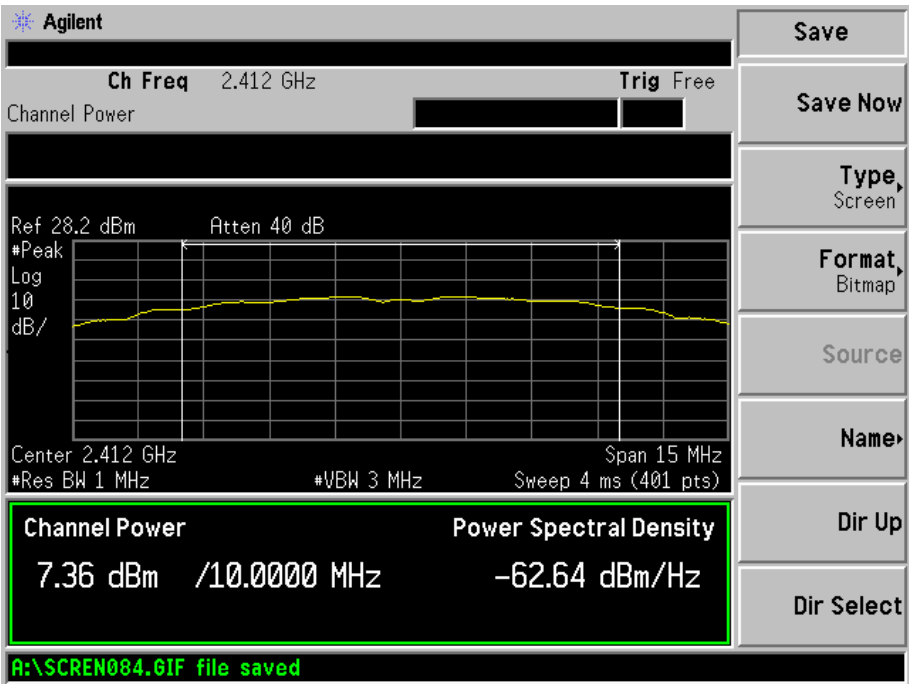 Agilent
Ch Freq 2.412 GHz Trig Free
Channel Power
Ref 28.2 dBm Atten 40 dB
#Peak
Log
10
dB/
Center 2.412 GHz Span 15 MHz
#Res BW 1 MHz #VBW 3 MHz Sweep 4 ms (401 pts)
Channel Power Power Spectral Density
7.36 dBm /10.0000 MHz -62.64 dBm/Hz
A:\SCREN084.GIF file saved
Save
Save Now
Type
Screen
Format
Bitmap
Source
Name
Dir Up
Dir Select